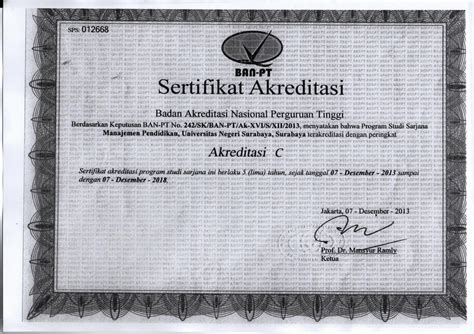 SPS: 012668
BAN-PT
Sertifikat Akreditasi
Badan Akreditasi Nasional Perguruan Tinggi
Berdasarkan Keputusan BAN-PT No. 242/SK/BAN-PT/Ak-XVI/S/XII/2013, menyatakan bahwa Program Studi Sarjana
Manajemen Pendidikan, Universitas Negeri Surabaya, Surabaya terakreditasi dengan peringkat
Akreditasi C
Sertifikat akreditasi program studi sarjana ini berlaku 5 (lima) tahun, sejak tanggal 07 - Desember - 2013 sampai
dengan 07 - Desember - 2018.
Jakarta, 07 - Desember - 2013
Prof. Dr. Mansyur Ramly
Ketua